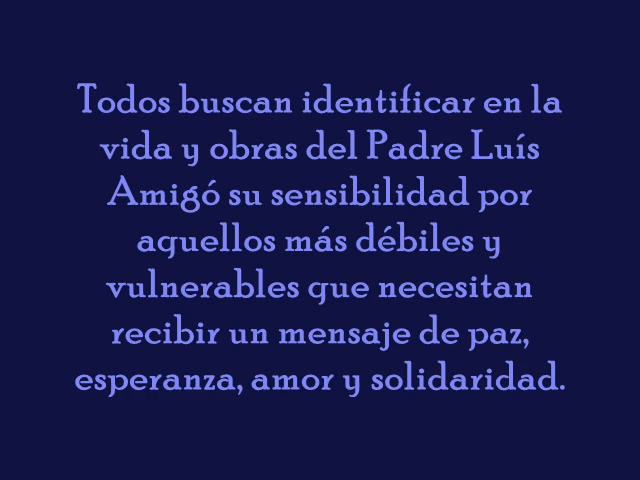 Todos buscan identificar en la
vida y obras del Padre Luís
Amigó su sensibilidad por
aquellos más débiles y
vulnerables que necesitan
recibir un mensaje de paz,
esperanza, amor y solidaridad.